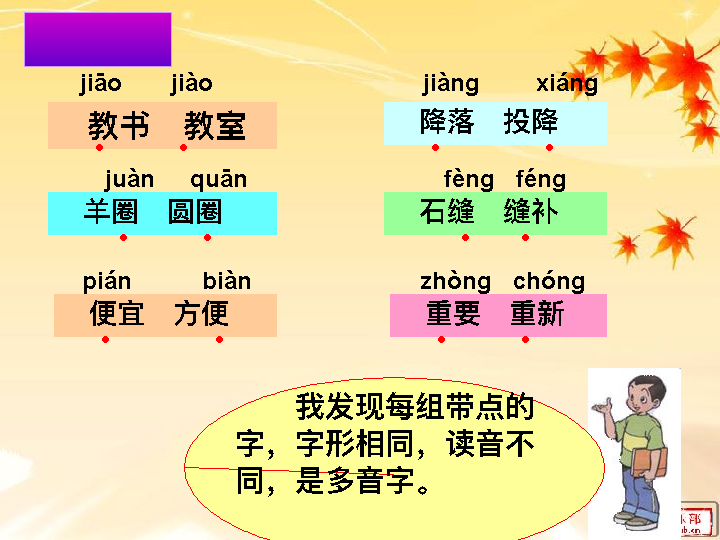 jiāo jiào
教书 教室
jiàng xiáng
降落 投降
juàn quān
羊圈 圆圈
fèng féng
石缝 缝补
pián biàn
便宜 方便
zhòng chóng
重要 重新
我发现每组带点的
字，字形相同，读音不
同，是多音字。